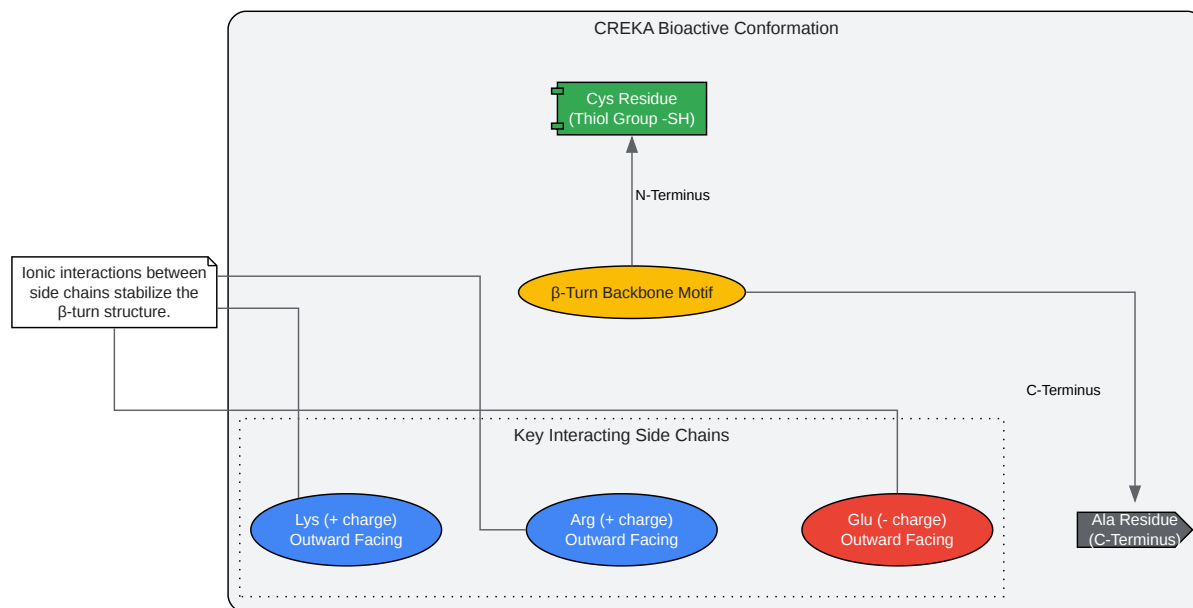 CREKA Bioactive Conformation
Cys Residue
(Thiol Group -SH)
N-Terminus
Ionic interactions between
side chains stabilize the
β-turn structure.
β-Turn Backbone Motif
C-Terminus
Key Interacting Side Chains
Lys (+ charge)
Outward Facing
Arg (+ charge)
Outward Facing
Glu (- charge)
Outward Facing
Ala Residue
(C-Terminus)